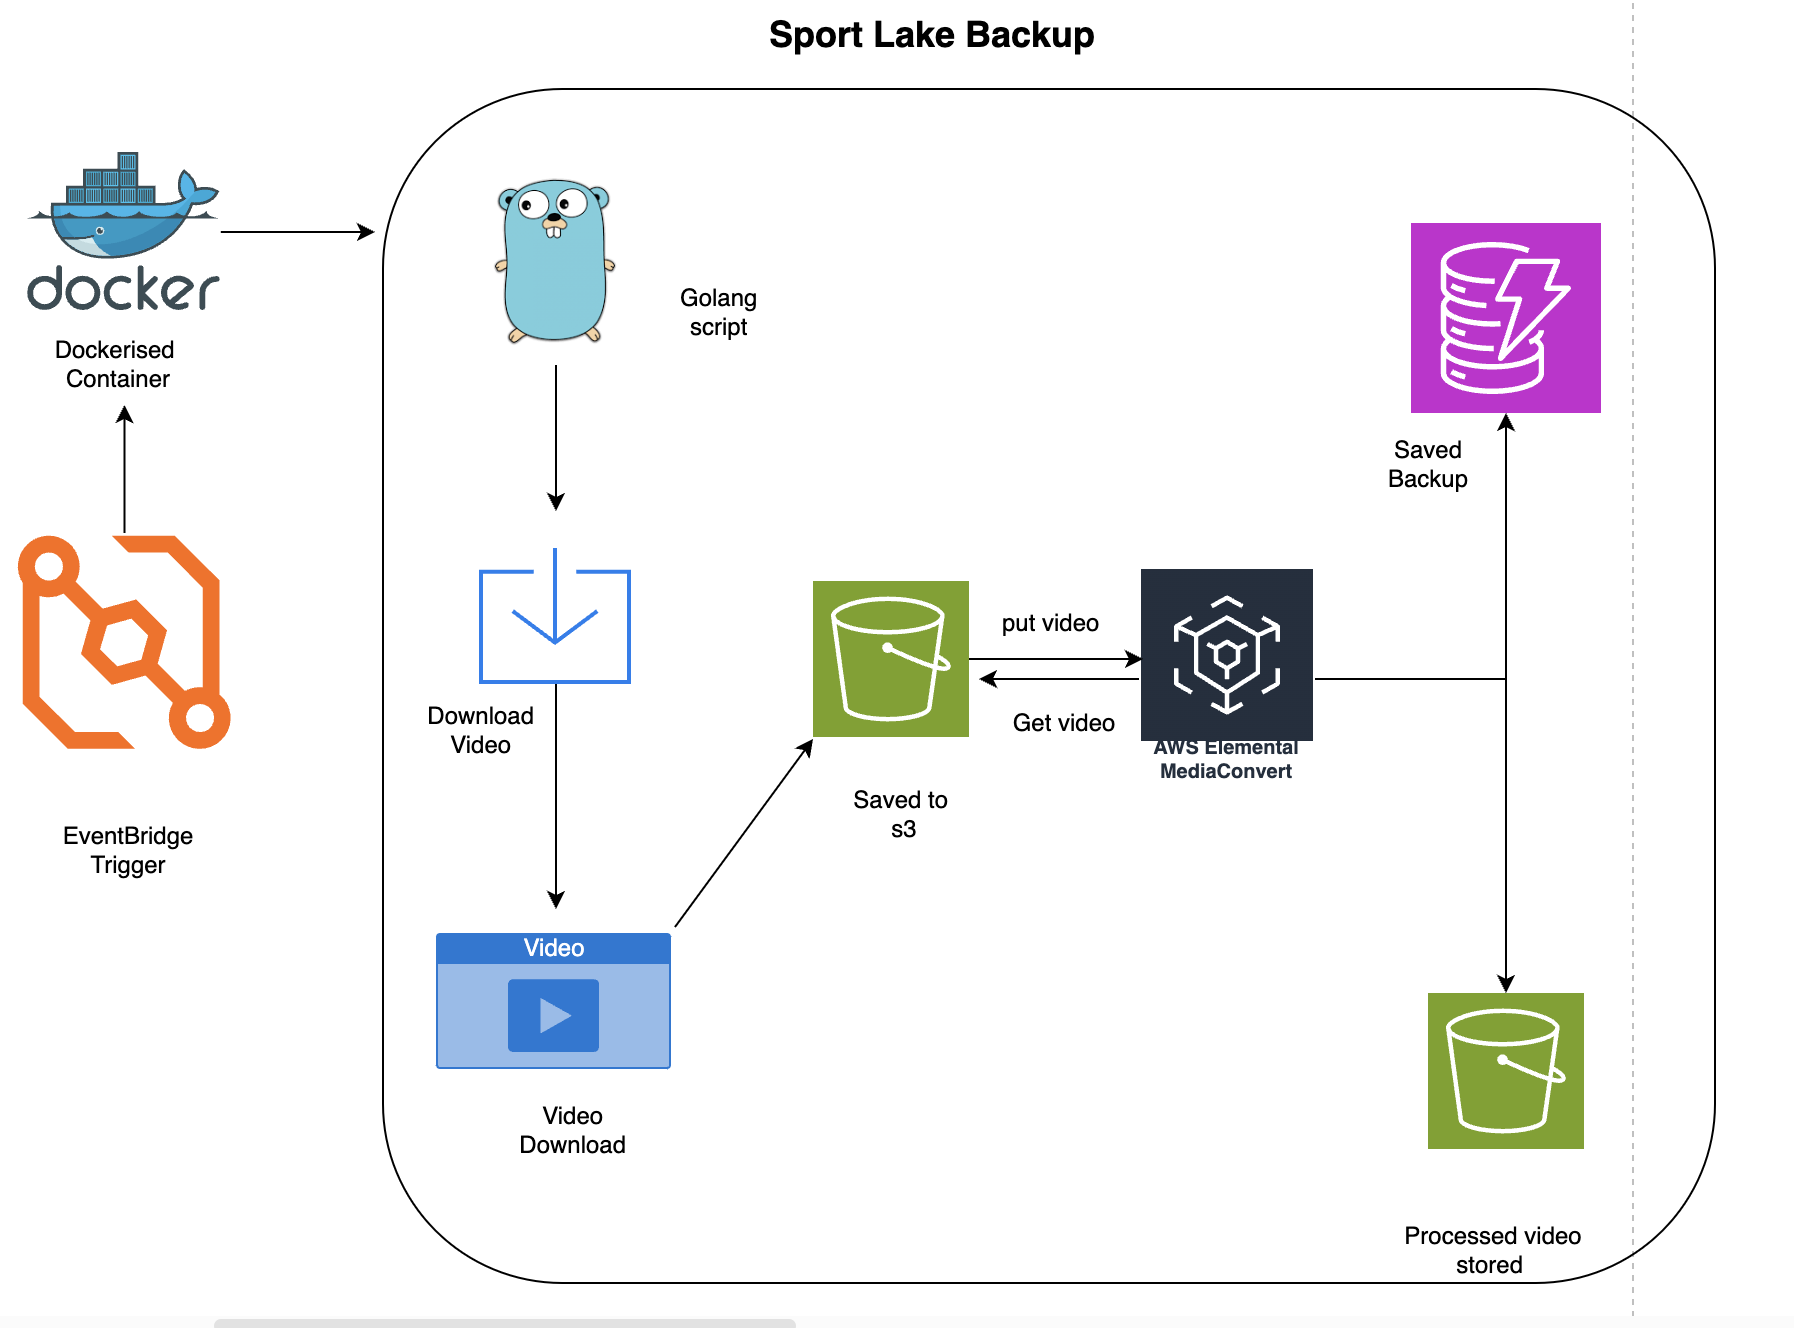 Sport Lake Backup
docker
Dockerised
Container
Golang
script
Saved
Backup
put video
Get video
AWS Elemental
MediaConvert
Download
Video
Saved to
s3
EventBridge
Trigger
Video
Video
Download
Processed video
stored